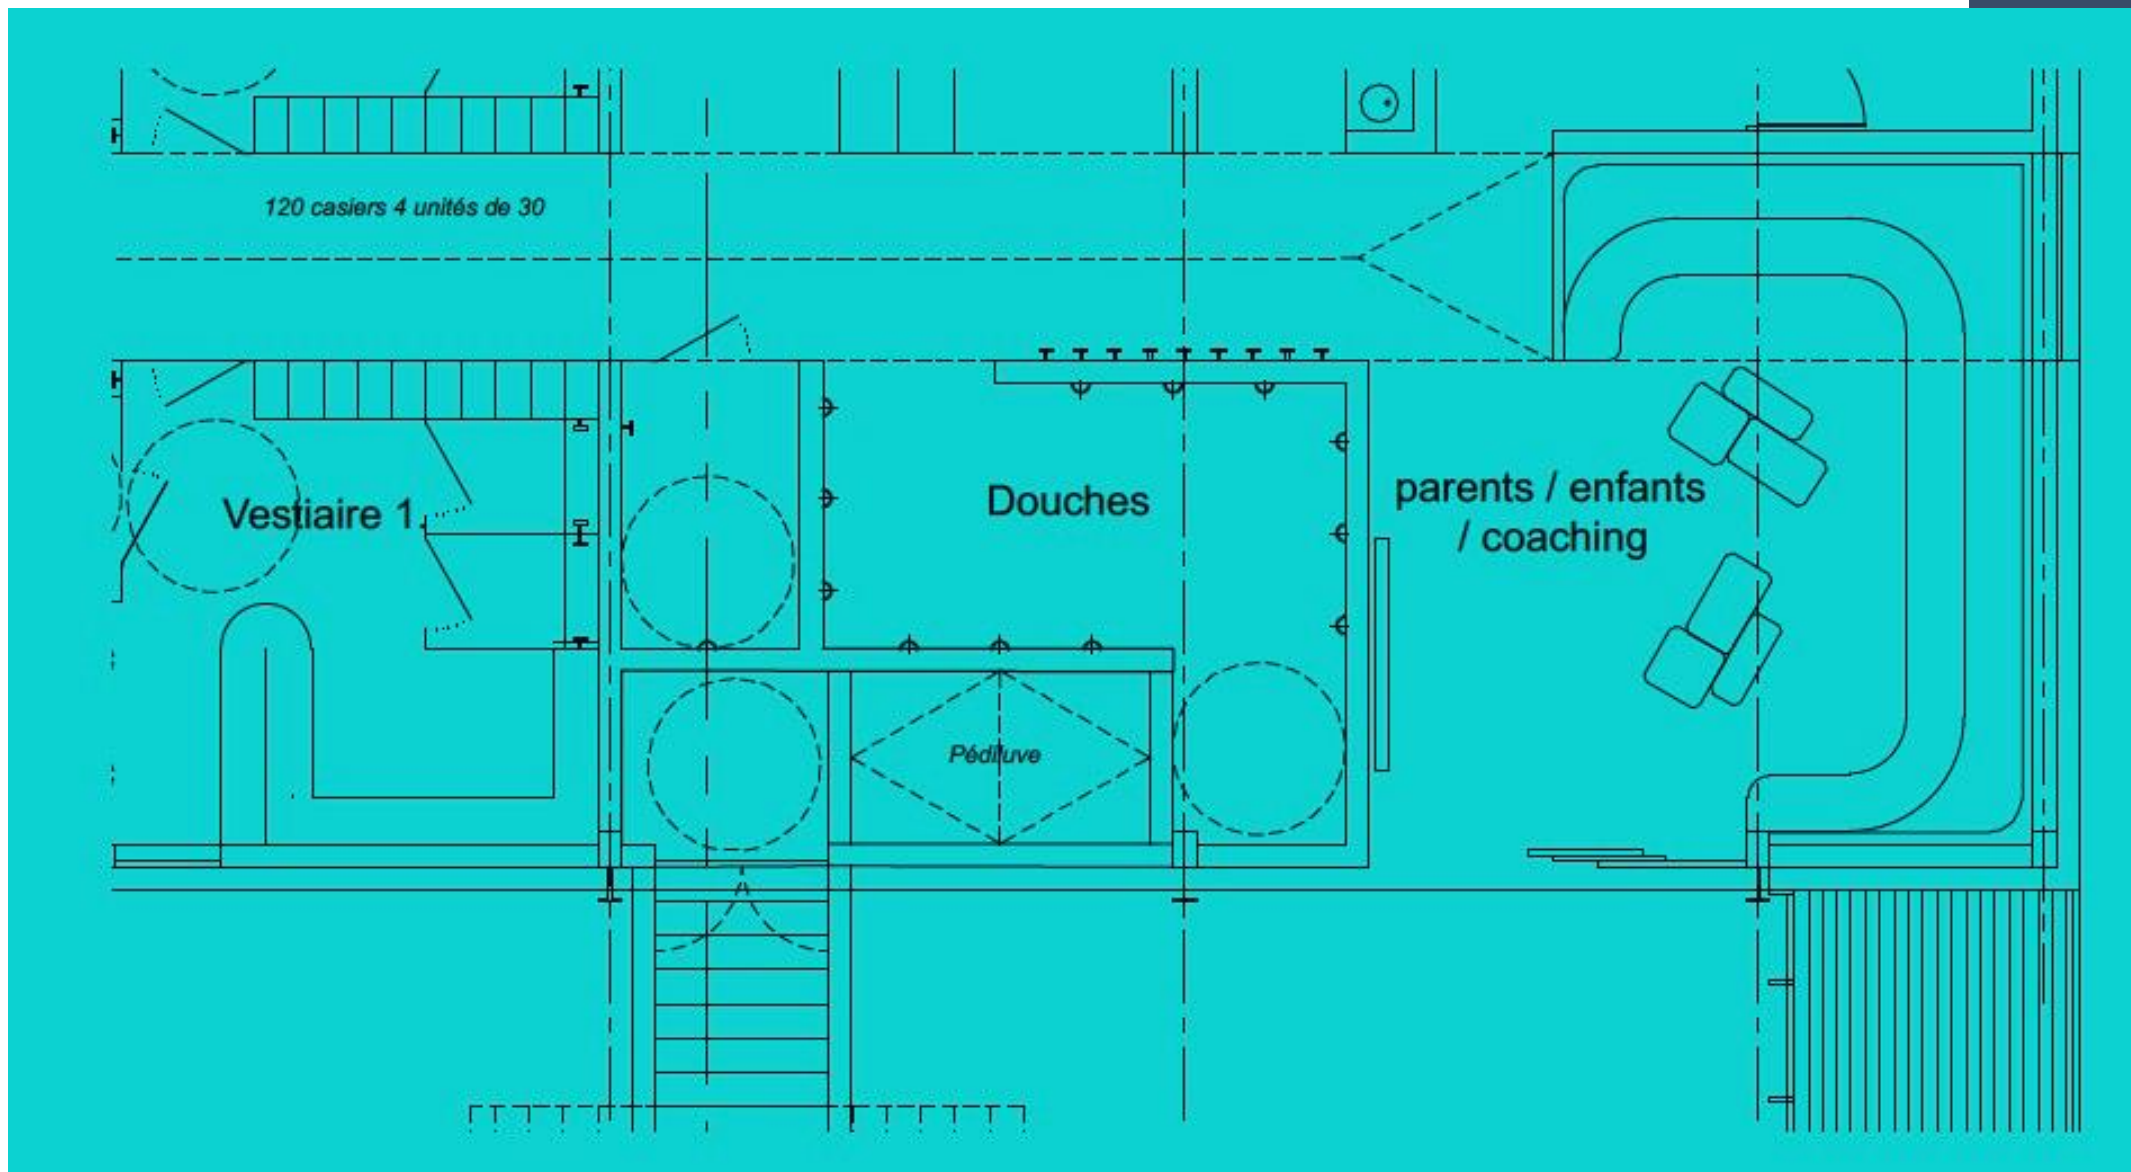 120 casiers 4 unités de 30
Vestiaire 1.
Douches
parents / enfants
/ coaching
Pédiluve